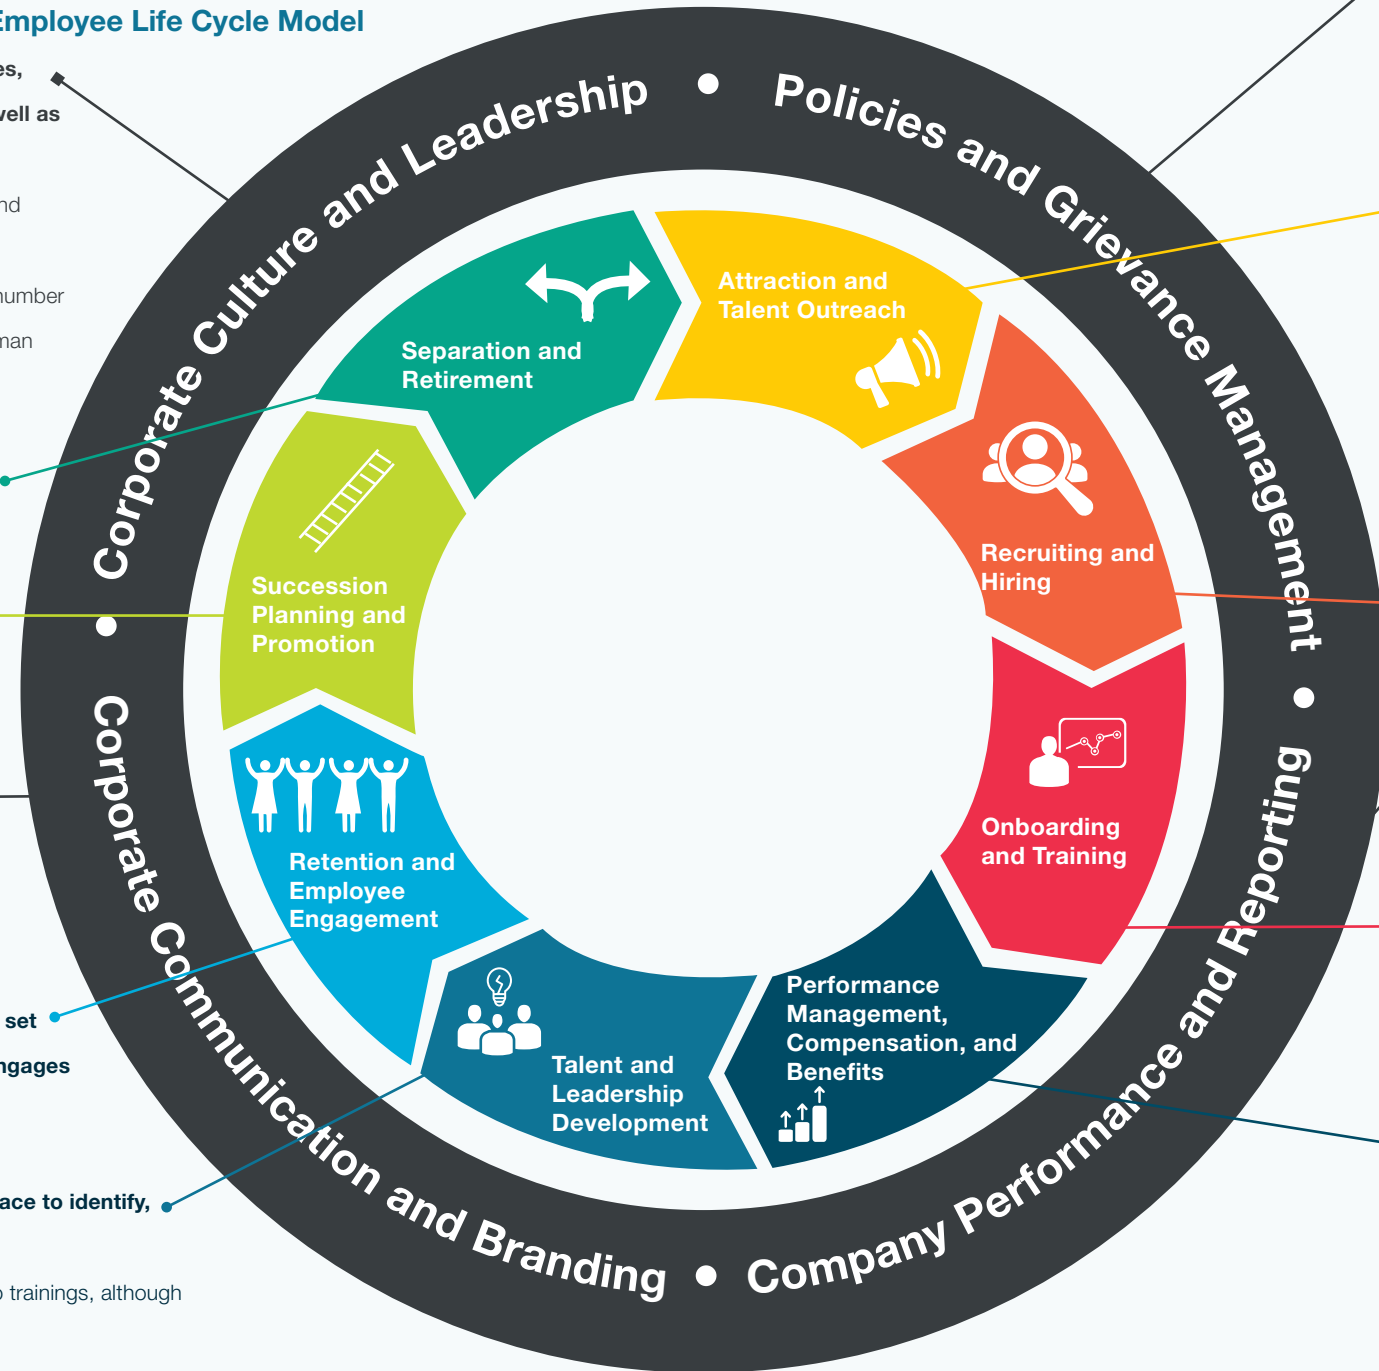 Employee Life Cycle Model
es,
vell as
nd
number
man
set
ngages
ace to identify,
trainings, although
Corporate Culture and Leadership
Policies and Grievance Management
Company Performance and Reporting
Corporate Communication and Branding
Attraction and
Talent Outreach
Recruiting and
Hiring
Onboarding
and Training
Performance
Management,
Compensation, and
Benefits
Talent and
Leadership
Development
Retention and
Employee
Engagement
Succession
Planning and
Promotion
Separation and
Retirement